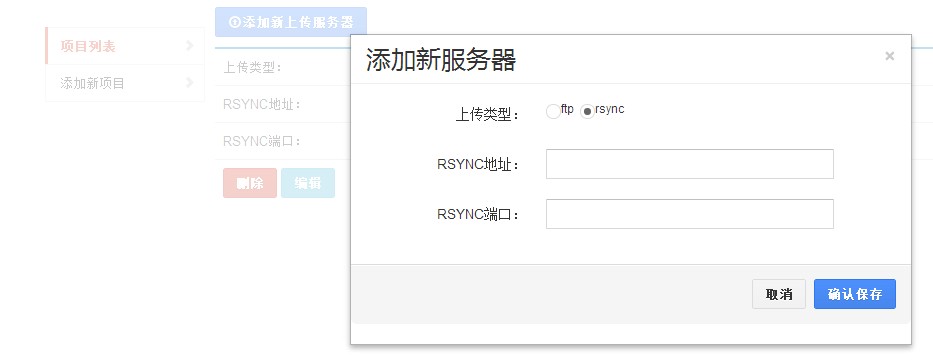 添加新上传服务器
项目列表
添加新项目
上传类型：
RSYNC地址：
RSYNC端口：
删除 编辑
添加新服务器 ×
上传类型： ftp rsync
RSYNC地址：
RSYNC端口：
取消 确认保存